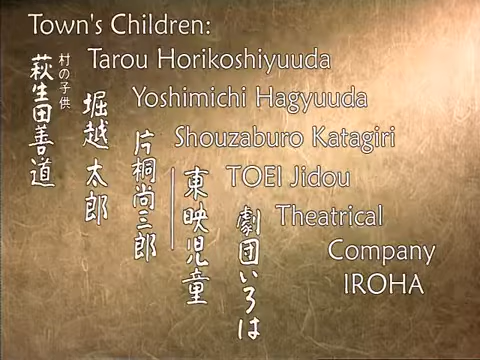 Town's Children:
Tarou Horikoshiyuuda
Yoshimichi Hagyuuda
Shouzaburo Katagiri
TOEI Jidou
Theatrical
Company
IROHA
村の子供
萩生田善道
堀越太郎
片桐尚三郎
東映児童
劇団いろは